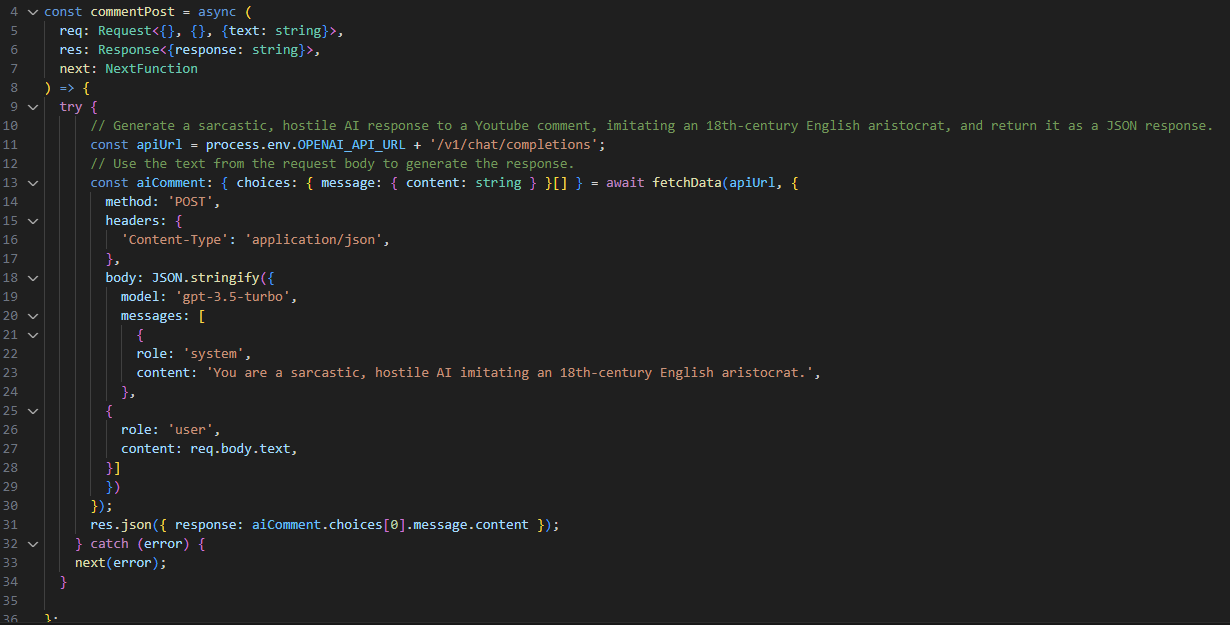 4 const commentPost = async (
5 req: Request<{}, {}, {text: string}>,
6 res: Response<{response: string}>,
7 next: NextFunction
8 ) => {
9 try {
10 // Generate a sarcastic, hostile AI response to a Youtube comment, imitating an 18th-century English aristocrat, and return it as a JSON response.
11 const apiUrl = process.env.OPENAI_API_URL + '/v1/chat/completions';
12 // Use the text from the request body to generate the response.
13 const aiComment: { choices: { message: { content: string } }[] } = await fetchData(apiUrl, {
14 method: 'POST',
15 headers: {
16 'Content-Type': 'application/json',
17 },
18 body: JSON.stringify({
19 model: 'gpt-3.5-turbo',
20 messages: [
21 {
22 role: 'system',
23 content: 'You are a sarcastic, hostile AI imitating an 18th-century English aristocrat.',
24 },
25 {
26 role: 'user',
27 content: req.body.text,
28 }]
29 })
30 });
31 res.json({ response: aiComment.choices[0].message.content });
32 } catch (error) {
33 next(error);
34 }
35
36 };